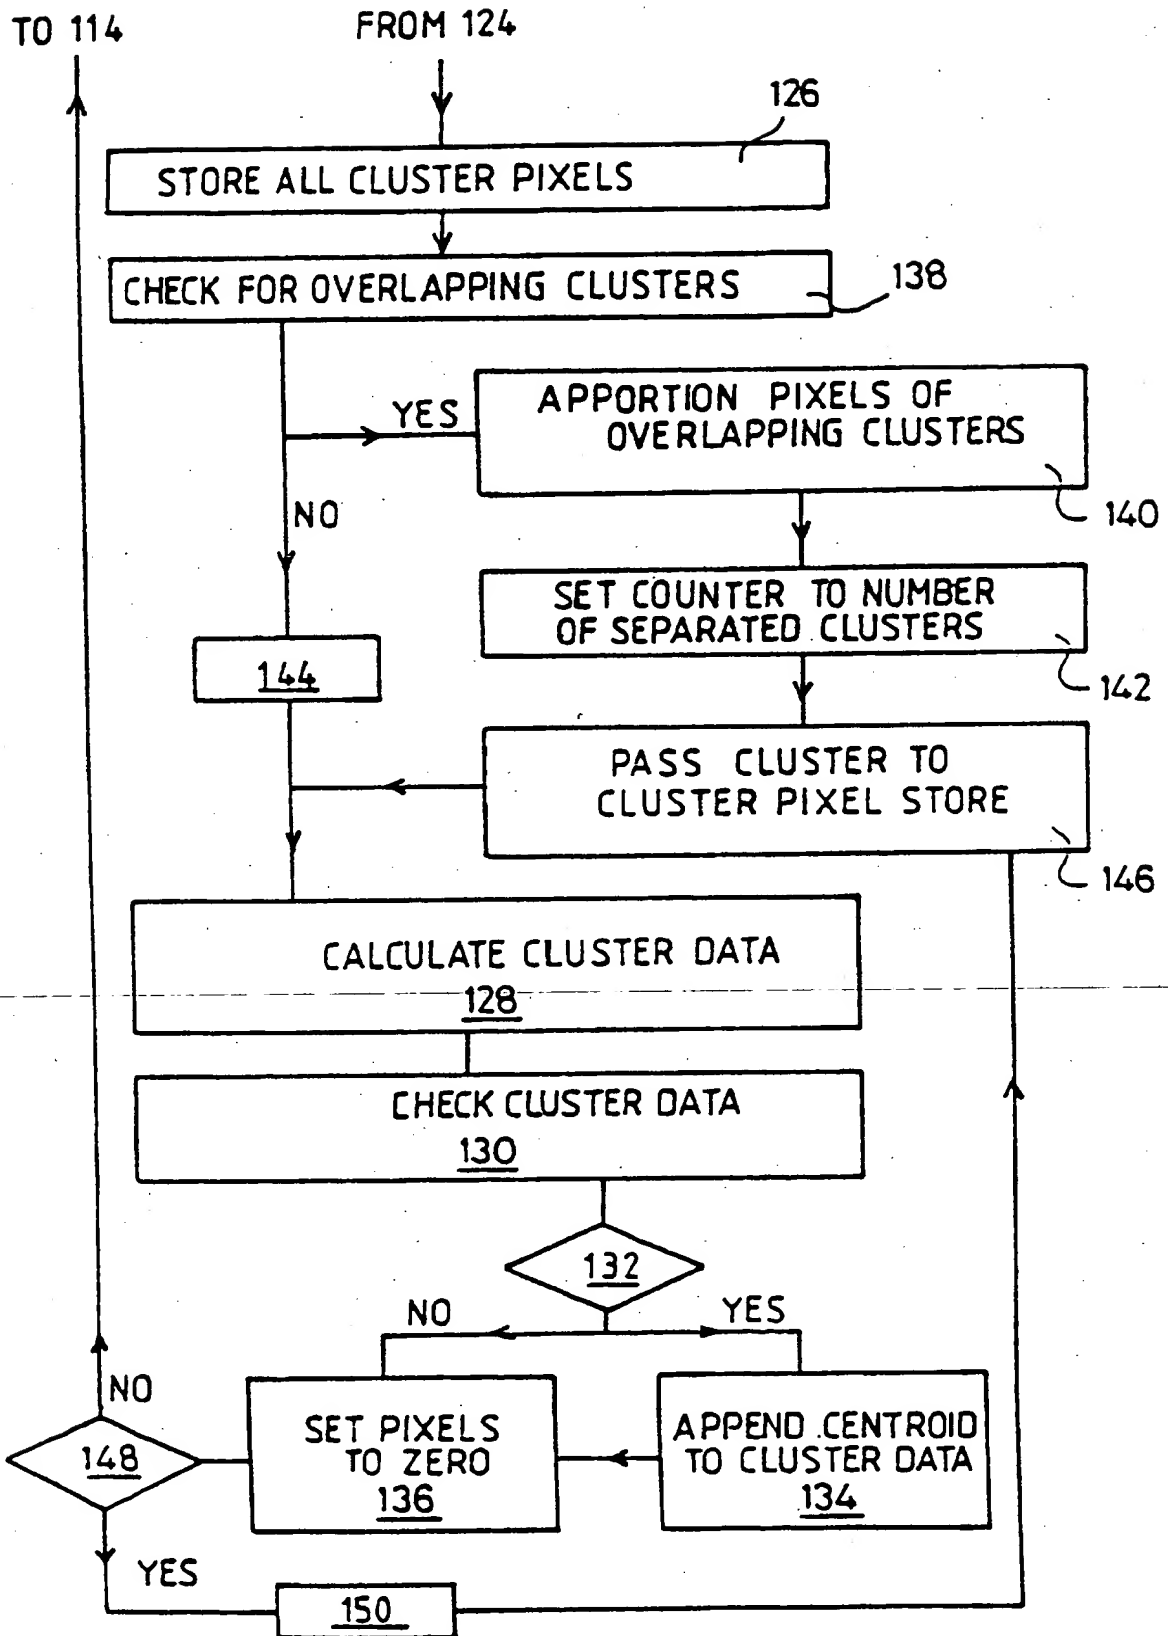 TO 114
FROM 124
126
STORE ALL CLUSTER PIXELS
CHECK FOR OVERLAPPING CLUSTERS
138
YES
APPORTION PIXELS OF
OVERLAPPING CLUSTERS
140
NO
SET COUNTER TO NUMBER
OF SEPARATED CLUSTERS
142
144
PASS CLUSTER TO
CLUSTER PIXEL STORE
146
CALCULATE CLUSTER DATA
128
CHECK CLUSTER DATA
130
132
NO
YES
NO
148
SET PIXELS
TO ZERO
136
APPEND CENTROID
TO CLUSTER DATA
134
YES
150